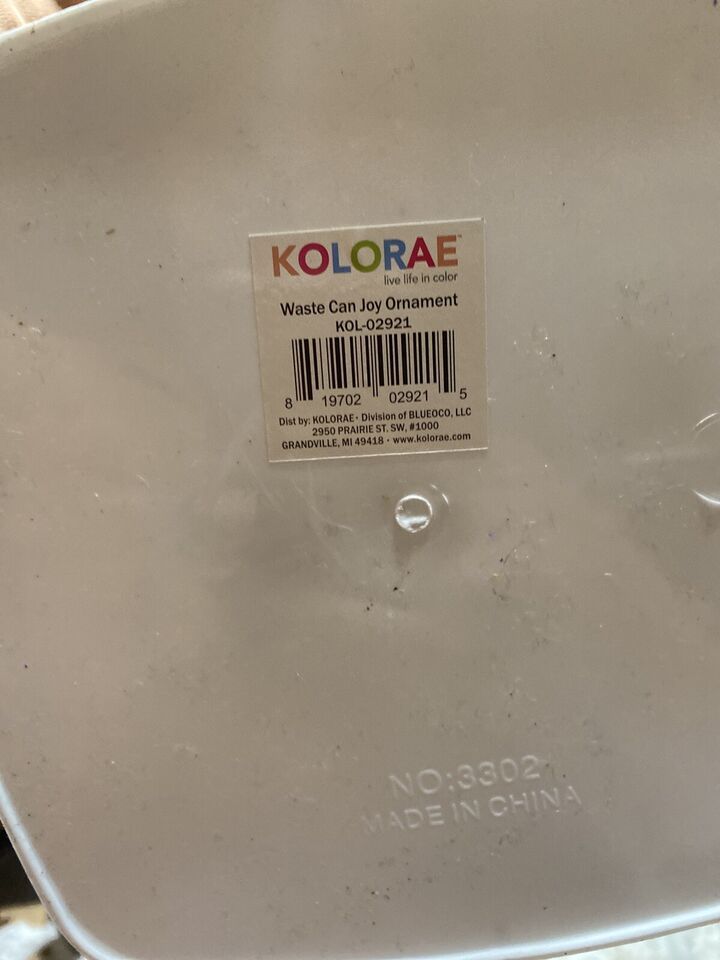 KOLORAE™
live life in color
Waste Can Joy Ornament
KOL-02921
8 19702 02921 5
Dist by: KOLORAE • Division of BLUEOCO, LLC
2950 PRAIRIE ST. SW, #1000
GRANDVILLE, MI 49418 • www.kolorae.com
NO:3302
MADE IN CHINA